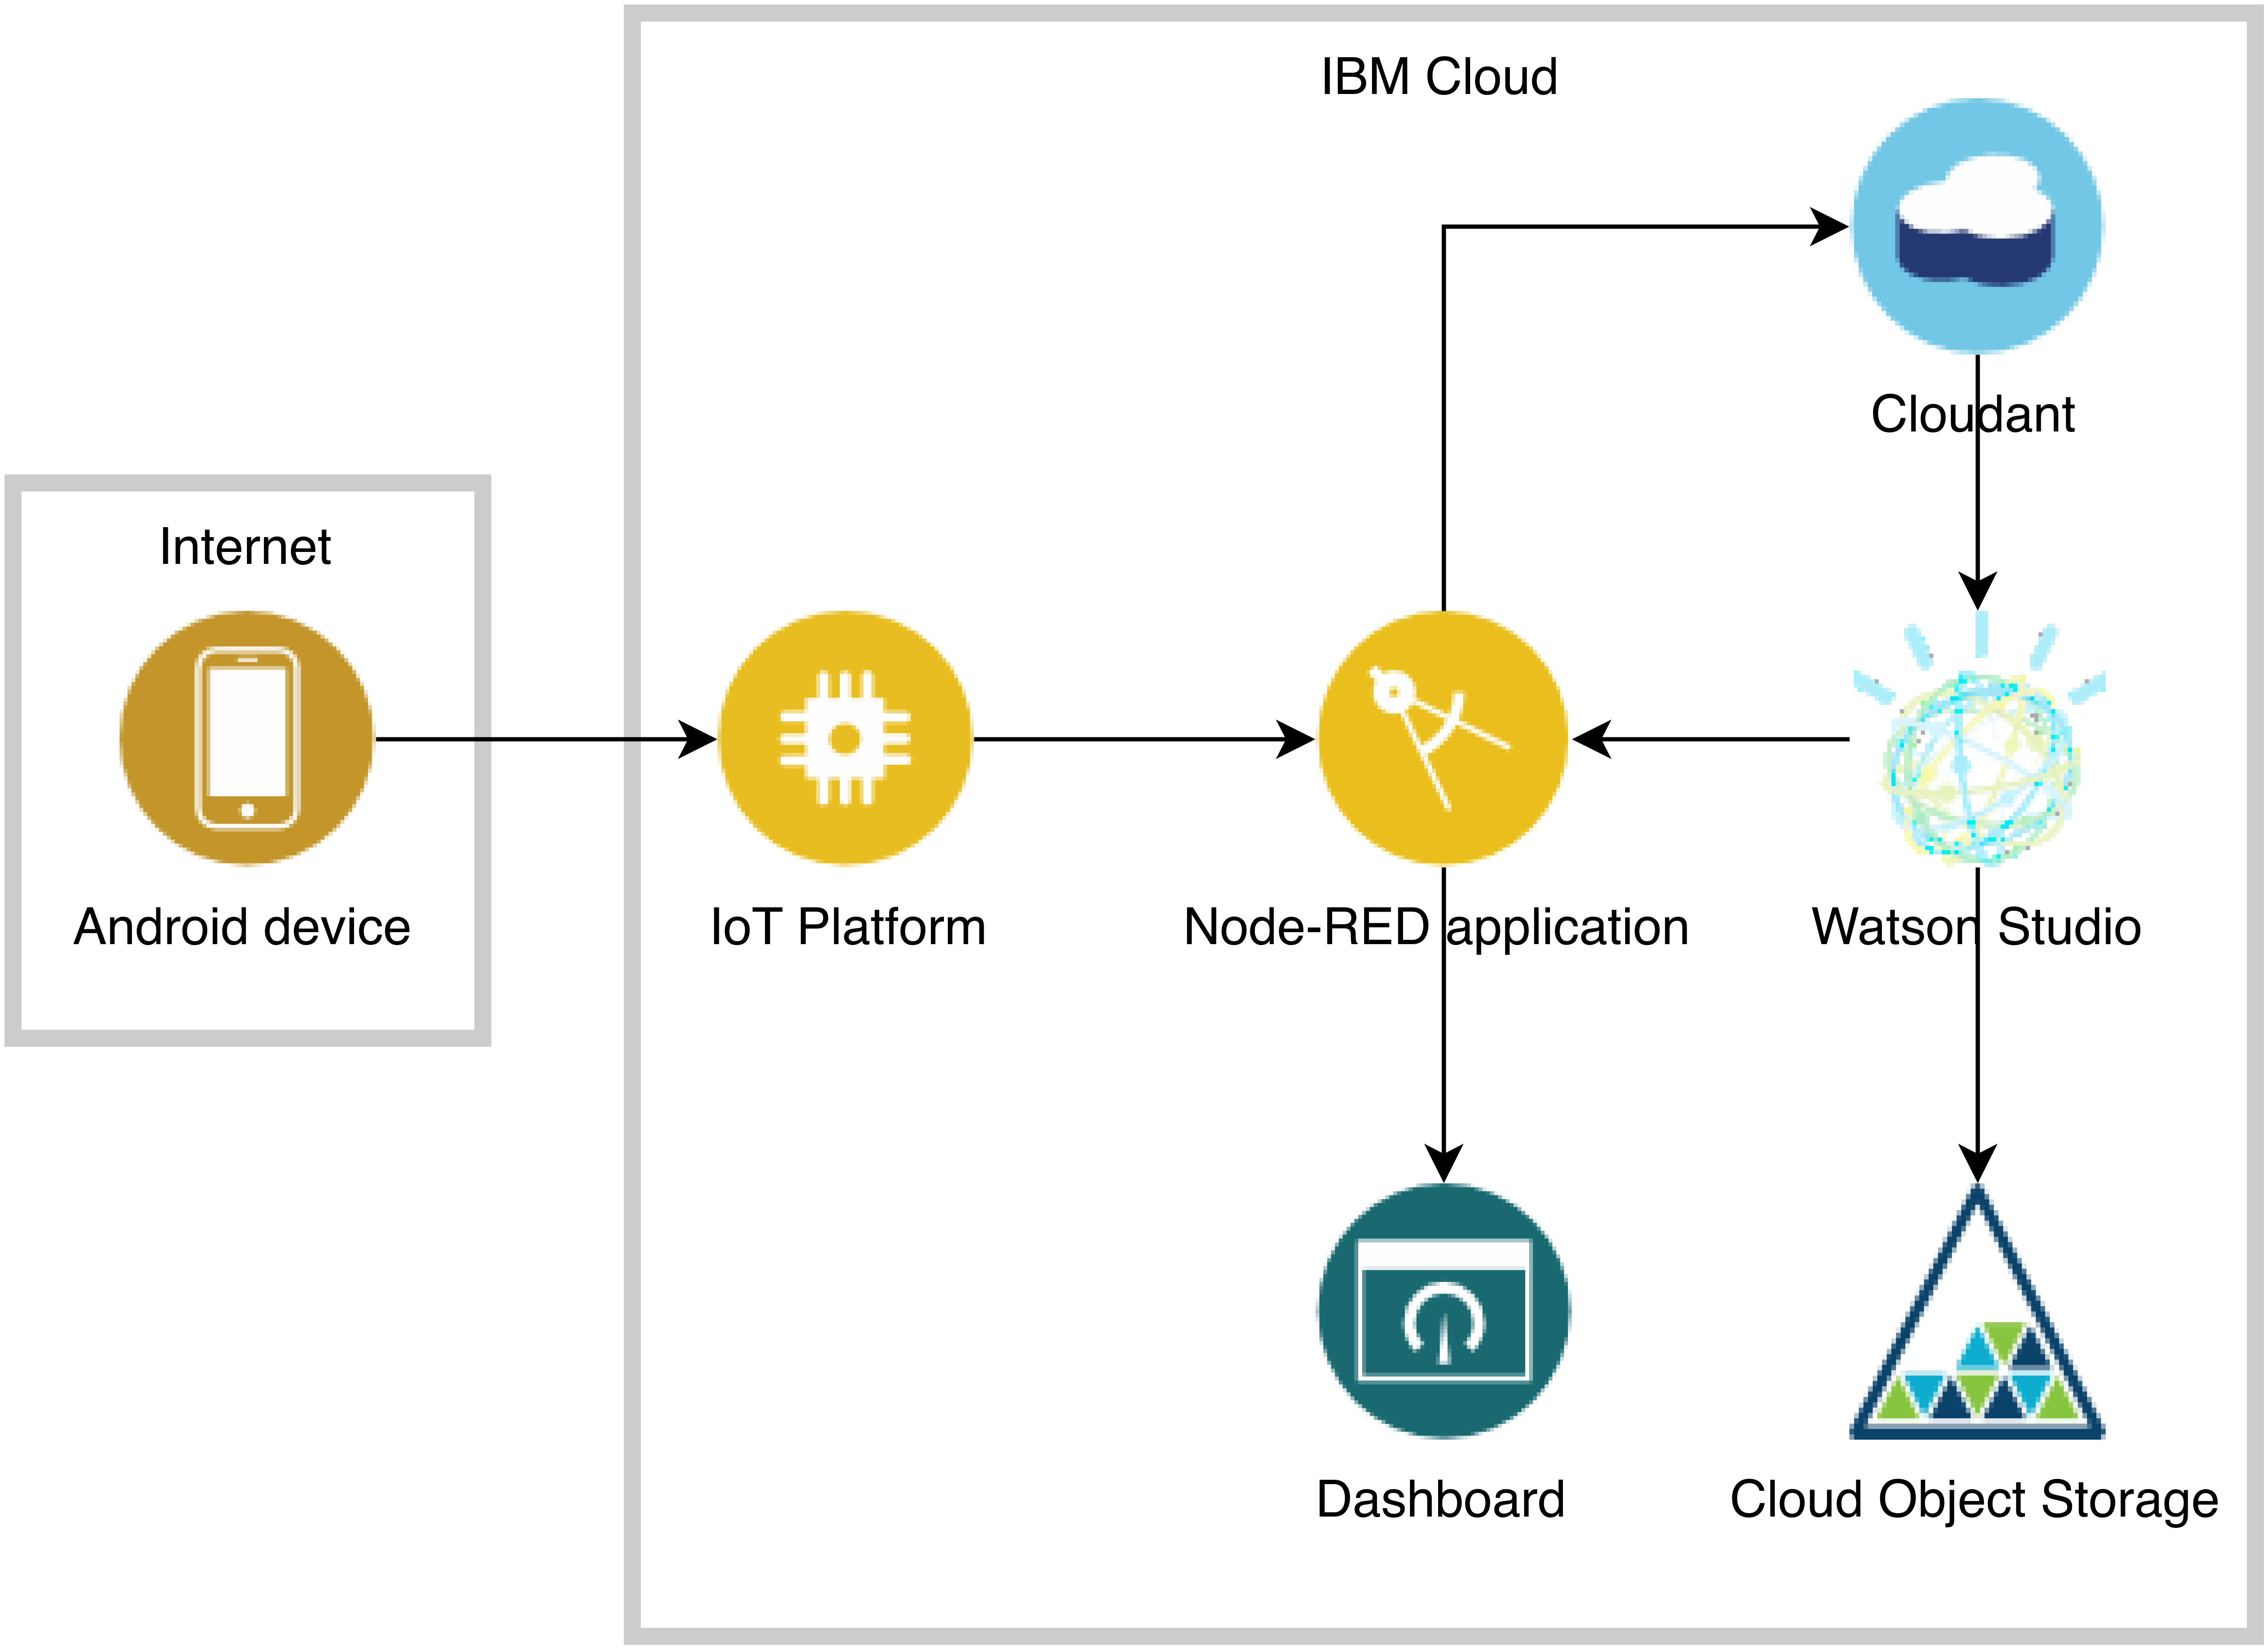 IBM Cloud
Cloudant
Internet
Android device
IoT Platform
Node-RED application
Watson Studio
Dashboard
Cloud Object Storage